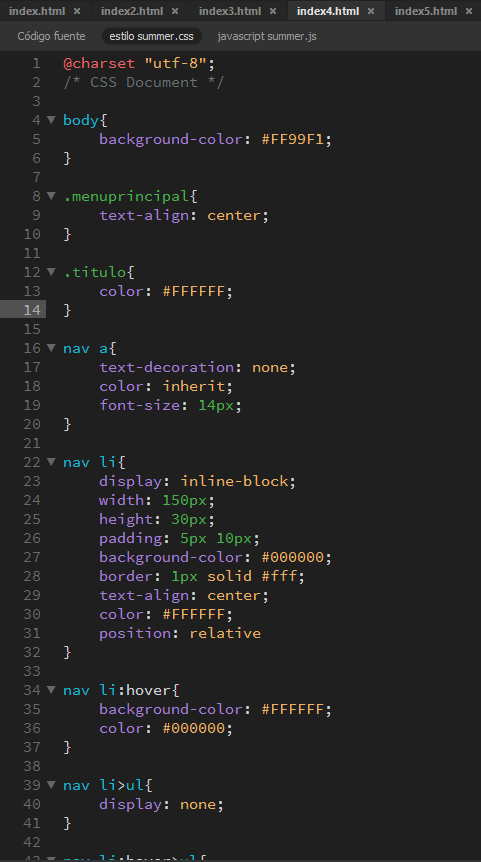 index.html × index2.html × index3.html × index4.html × index5.html ×
Código fuente estilo summer.css javascript summer.js
1 @charset "utf-8";
2 /* CSS Document */
3
4 body{
5 background-color: #FF99F1;
6 }
7
8 .menuprincipal{
9 text-align: center;
10 }
11
12 .titulo{
13 color: #FFFFFF;
14 }
15
16 nav a{
17 text-decoration: none;
18 color: inherit;
19 font-size: 14px;
20 }
21
22 nav li{
23 display: inline-block;
24 width: 150px;
25 height: 30px;
26 padding: 5px 10px;
27 background-color: #000000;
28 border: 1px solid #fff;
29 text-align: center;
30 color: #FFFFFF;
31 position: relative
32 }
33
34 nav li:hover{
35 background-color: #FFFFFF;
36 color: #000000;
37 }
38
39 nav li>ul{
40 display: none;
41 }
42
43 nav li:hover>ul{